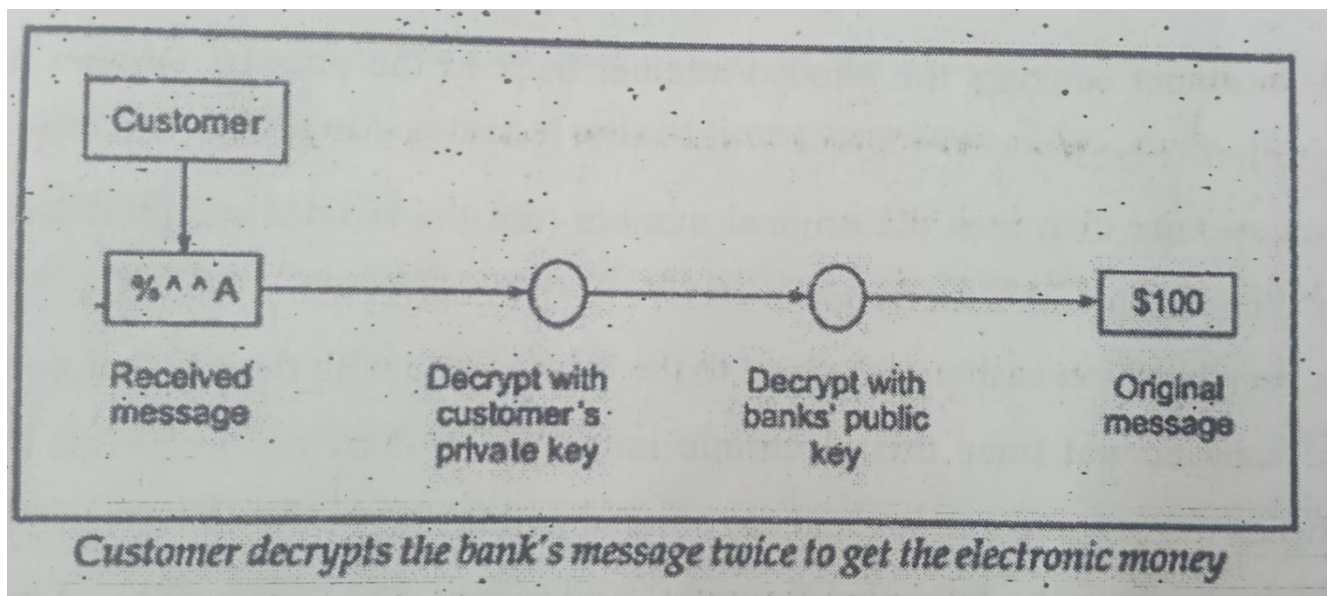 Customer
% ^ ^ A
$100
Received
message
Decrypt with
customer's
private key
Decrypt with
banks' public
key
Original
message
Customer decrypts the bank's message twice to get the electronic money